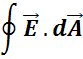 ∮ E⃗ . dA⃗